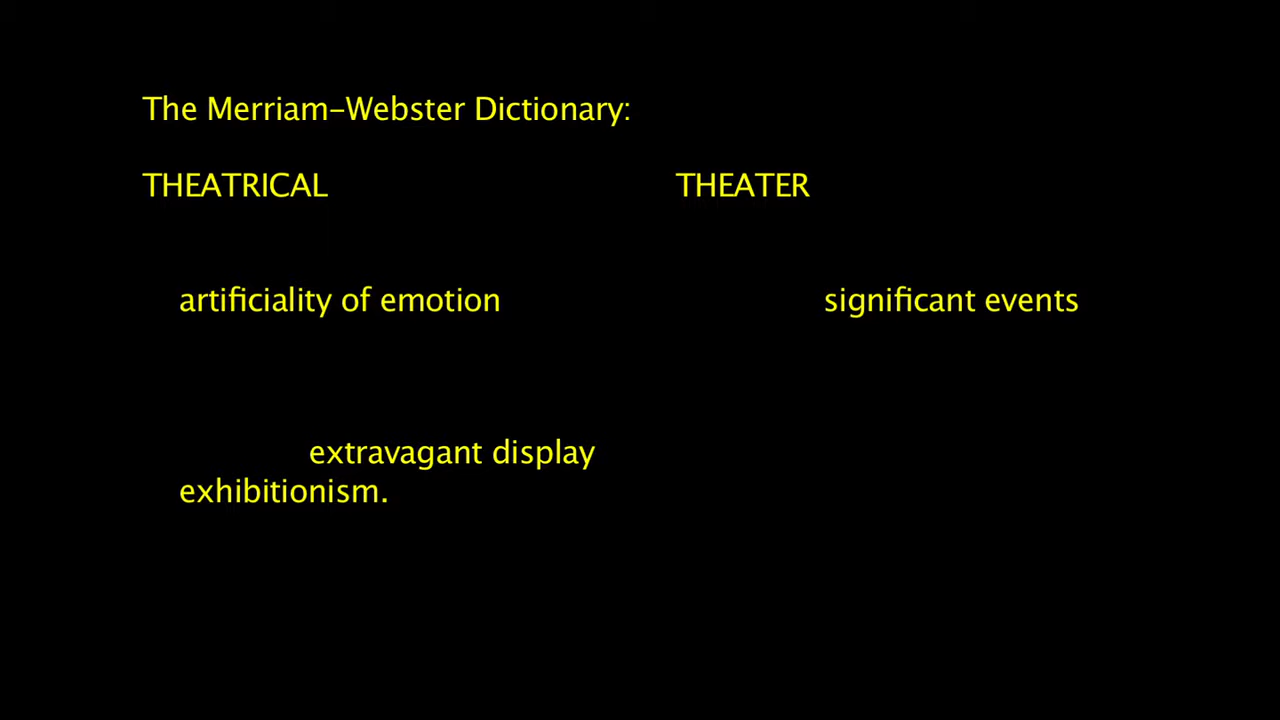 The Merriam-Webster Dictionary:
THEATRICAL
THEATER
artificiality of emotion
significant events
extravagant display
exhibitionism.